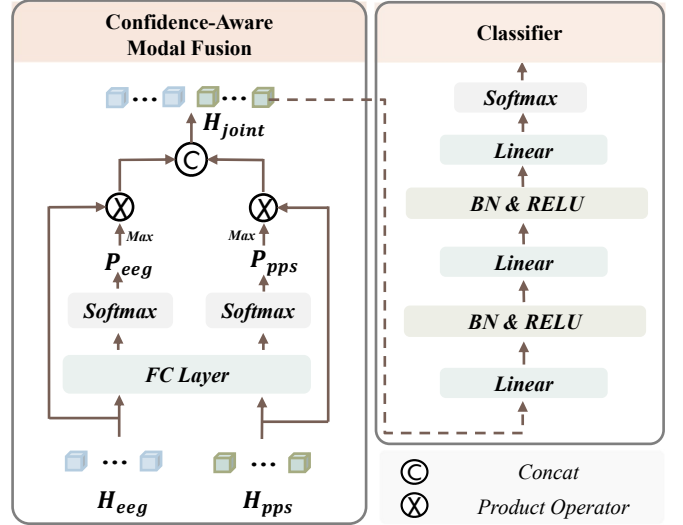 Confidence-Aware
Modal Fusion
H_joint
C
X
X
Max
Max
P_eeg
P_pps
Softmax
Softmax
FC Layer
H_eeg
H_pps
Classifier
Softmax
Linear
BN & RELU
Linear
BN & RELU
Linear
C Concat
X Product Operator